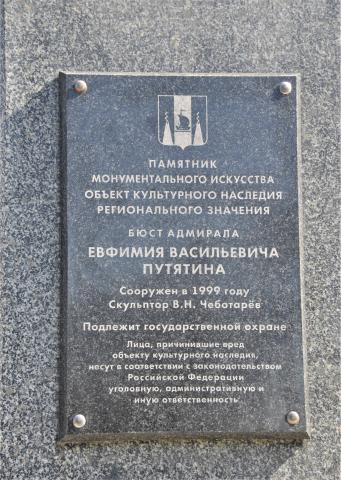 ПАМЯТНИК
МОНУМЕНТАЛЬНОГО ИСКУССТВА
ОБЪЕКТ КУЛЬТУРНОГО НАСЛЕДИЯ
РЕГИОНАЛЬНОГО ЗНАЧЕНИЯ
БЮСТ АДМИРАЛА
ЕВФИМИЯ ВАСИЛЬЕВИЧА
ПУТЯТИНА
Сооружен в 1999 году
Скульптор В.Н. Чеботарёв
Подлежит государственной охране
Лица, причинившие вред
объекту культурного наследия,
несут в соответствии с законодательством
Российской Федерации
уголовную, административную и
иную ответственность